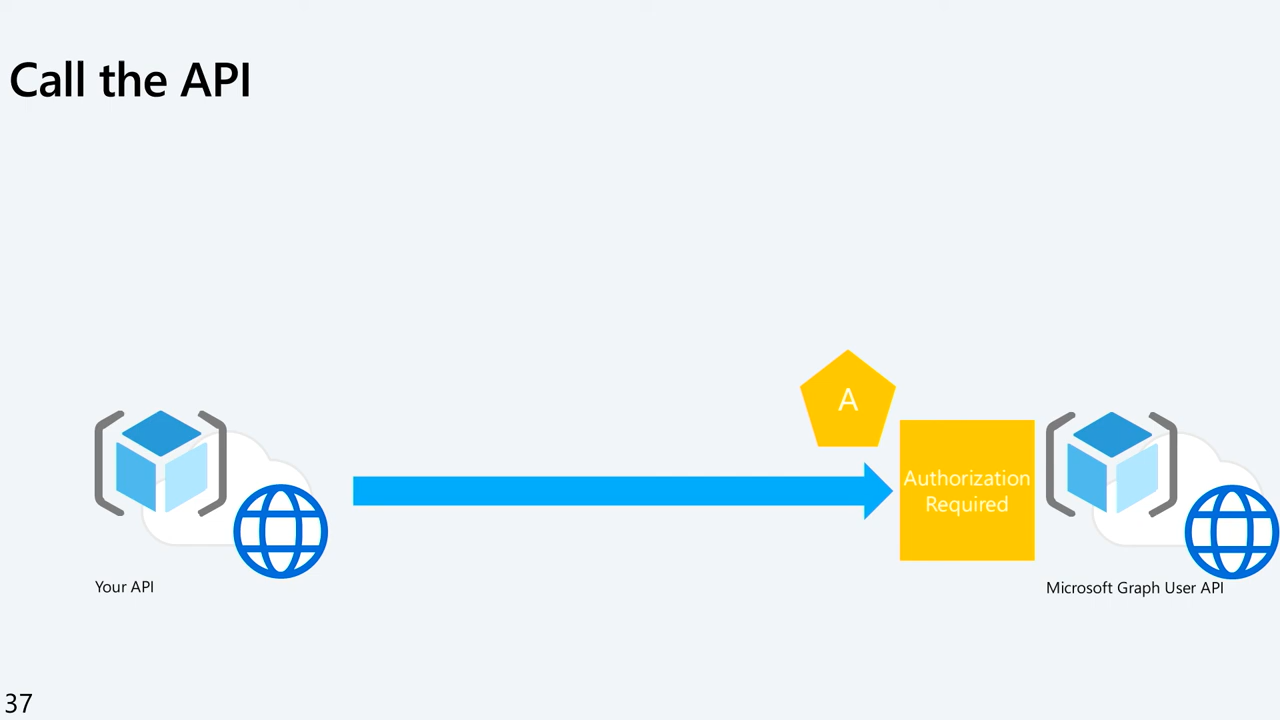 Call the API
A
Authorization
Required
Your API
Microsoft Graph User API
37